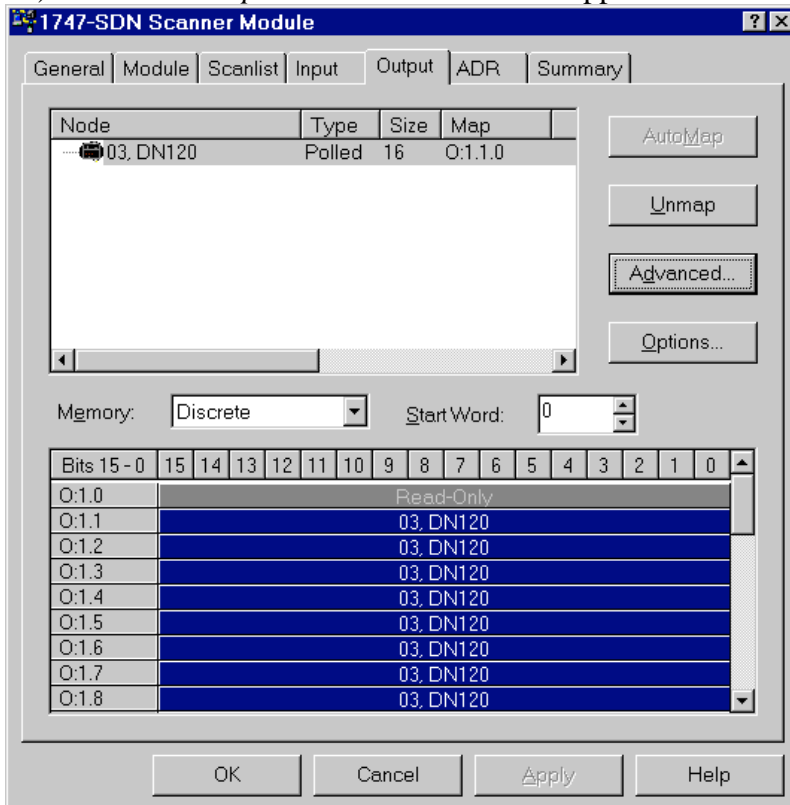 1747-SDN Scanner Module
General Module Scanlist Input Output ADR Summary
Node Type Size Map
03, DN120 Polled 16 O:1.1.0
AutoMap
Unmap
Advanced...
Options...
Memory: Discrete Start Word: 0
Bits 15 - 0 15 14 13 12 11 10 9 8 7 6 5 4 3 2 1 0
O:1.0 Read-Only
O:1.1 03, DN120
O:1.2 03, DN120
O:1.3 03, DN120
O:1.4 03, DN120
O:1.5 03, DN120
O:1.6 03, DN120
O:1.7 03, DN120
O:1.8 03, DN120
OK Cancel Apply Help